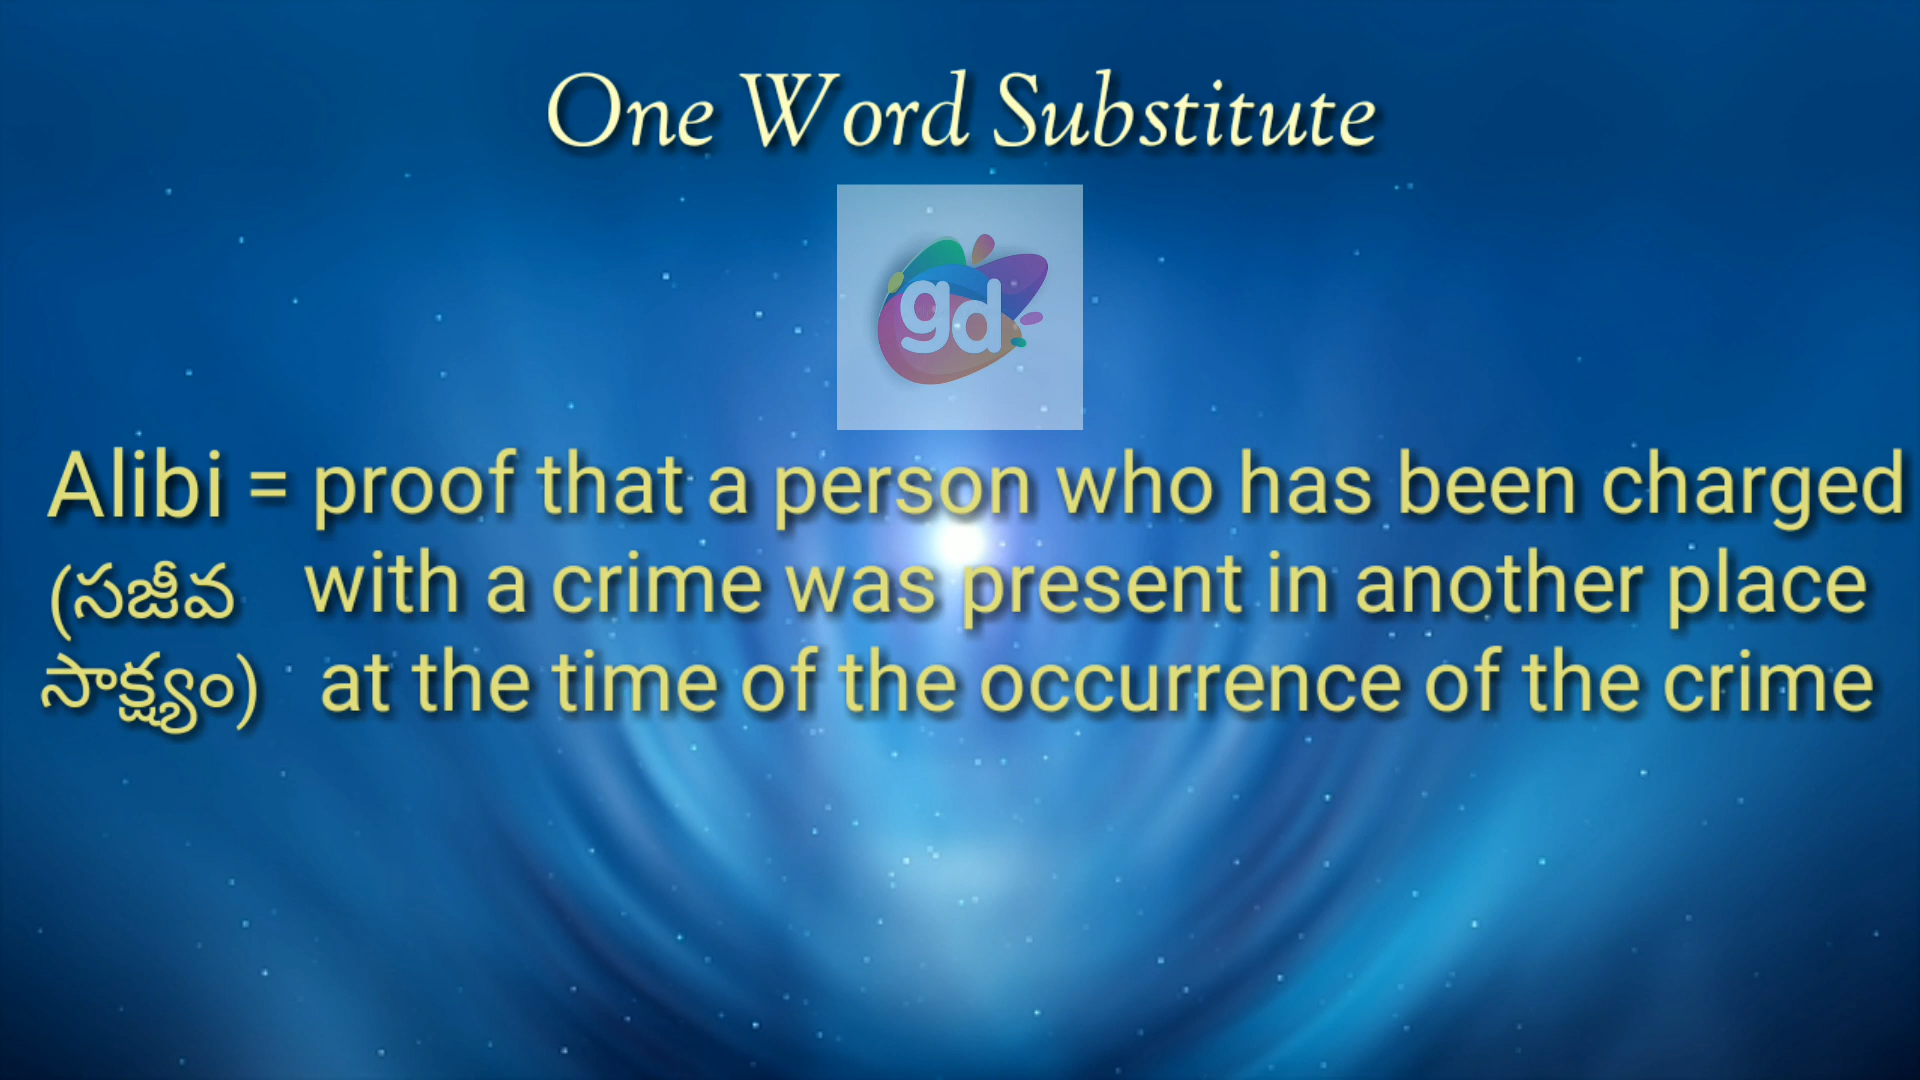 One Word Substitute
gd
Alibi = proof that a person who has been charged
(సజీవ with a crime was present in another place
సాక్ష్యం) at the time of the occurrence of the crime